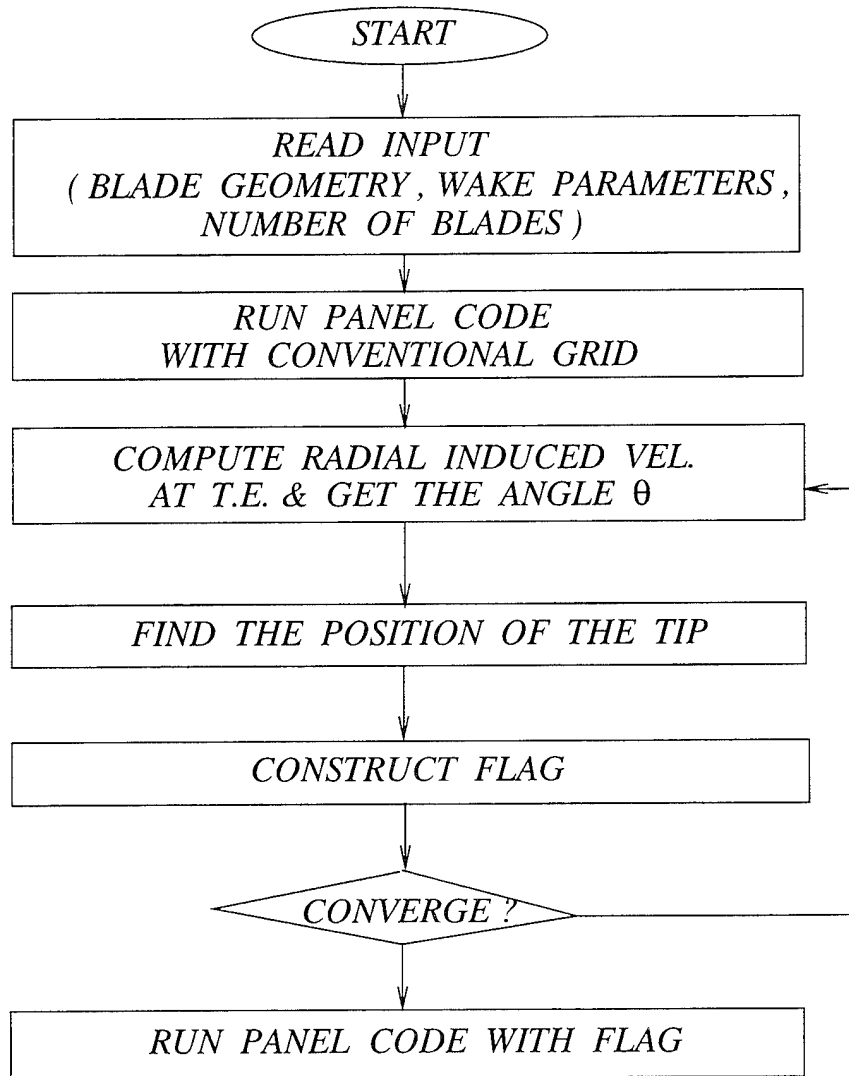 START
READ INPUT
( BLADE GEOMETRY , WAKE PARAMETERS ,
NUMBER OF BLADES )
RUN PANEL CODE
WITH CONVENTIONAL GRID
COMPUTE RADIAL INDUCED VEL.
AT T.E. & GET THE ANGLE θ
FIND THE POSITION OF THE TIP
CONSTRUCT FLAG
CONVERGE ?
RUN PANEL CODE WITH FLAG